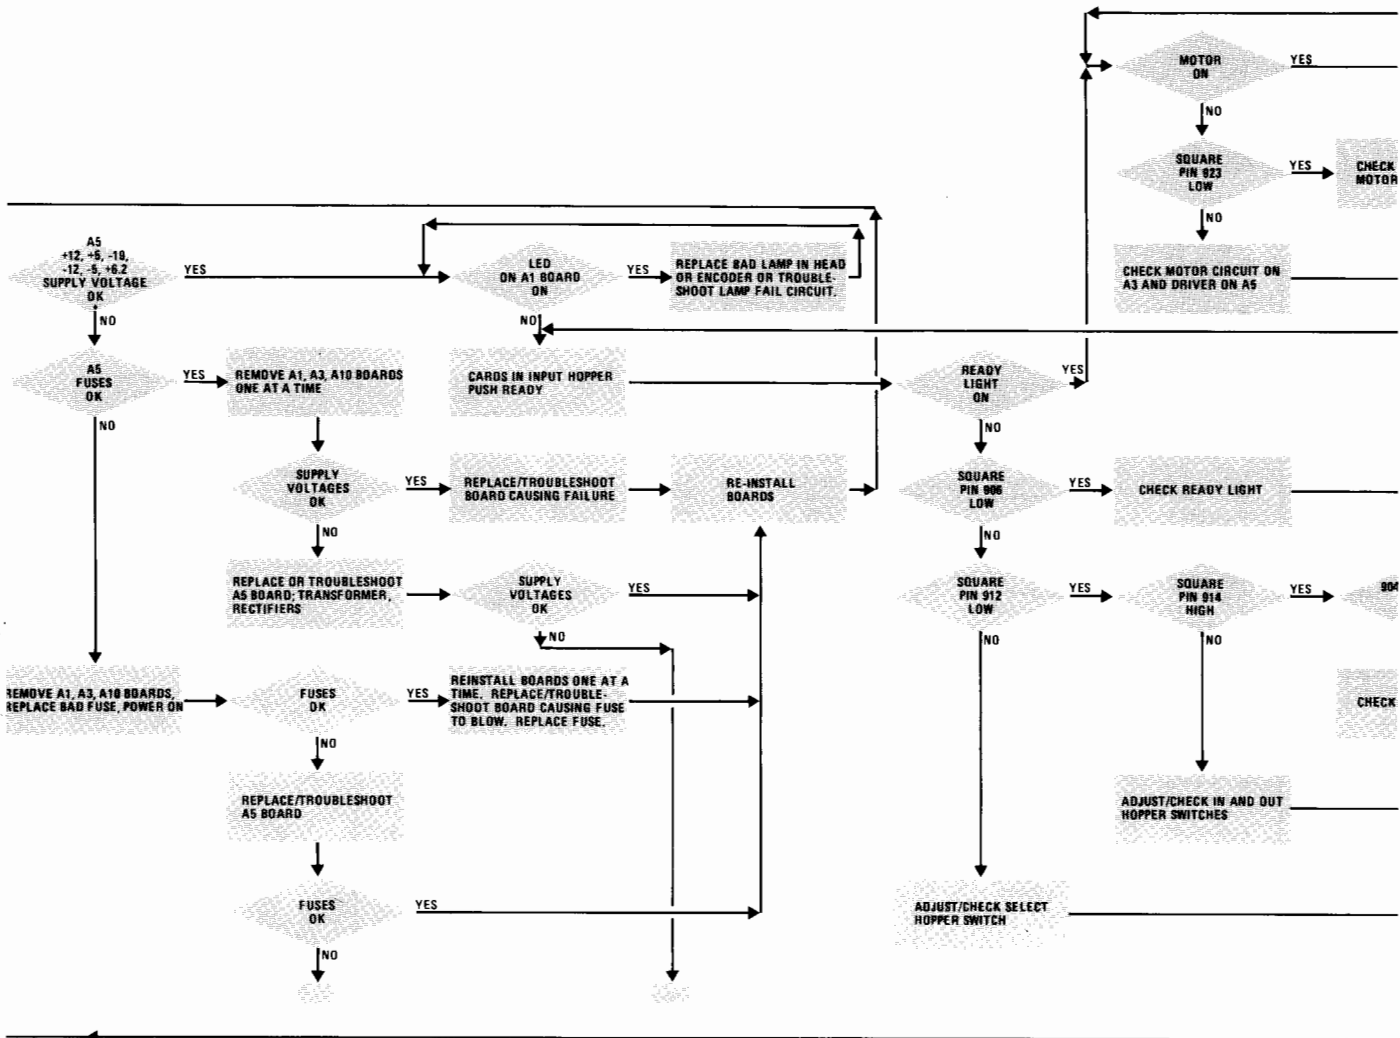 MOTOR
ON
YES
NO
SQUARE
PIN 923
LOW
YES
CHECK
MOTOR
NO
CHECK MOTOR CIRCUIT ON
A3 AND DRIVER ON A5
A5
+12, +5, -19,
-12, -5, +6.2
SUPPLY VOLTAGE
OK
YES
NO
LED
ON A1 BOARD
ON
YES
NO
REPLACE BAD LAMP IN HEAD
OR ENCODER OR TROUBLE-
SHOOT LAMP FAIL CIRCUIT.
A5
FUSES
OK
YES
NO
REMOVE A1, A3, A10 BOARDS
ONE AT A TIME
CARDS IN INPUT HOPPER
PUSH READY
READY
LIGHT
ON
YES
NO
SUPPLY
VOLTAGES
OK
YES
NO
REPLACE/TROUBLESHOOT
BOARD CAUSING FAILURE
RE-INSTALL
BOARDS
SQUARE
PIN 906
LOW
YES
NO
CHECK READY LIGHT
REPLACE OR TROUBLESHOOT
A5 BOARD; TRANSFORMER,
RECTIFIERS
SUPPLY
VOLTAGES
OK
YES
NO
SQUARE
PIN 912
LOW
YES
NO
SQUARE
PIN 914
HIGH
YES
NO
904
REMOVE A1, A3, A10 BOARDS,
REPLACE BAD FUSE, POWER ON
FUSES
OK
YES
NO
REINSTALL BOARDS ONE AT A
TIME. REPLACE/TROUBLE-
SHOOT BOARD CAUSING FUSE
TO BLOW. REPLACE FUSE.
CHECK
REPLACE/TROUBLESHOOT
A5 BOARD
ADJUST/CHECK IN AND OUT
HOPPER SWITCHES
FUSES
OK
YES
NO
ADJUST/CHECK SELECT
HOPPER SWITCH